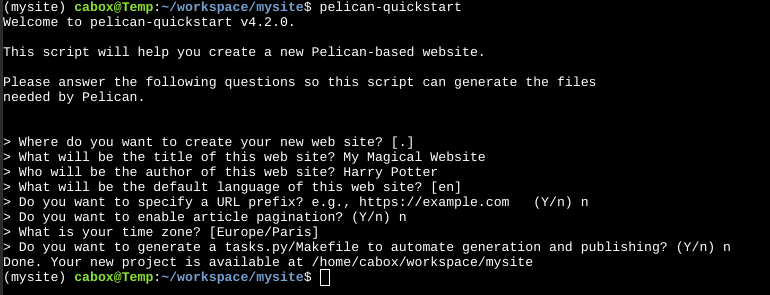 (mysite) cabox@Temp:~/workspace/mysite$ pelican-quickstart
Welcome to pelican-quickstart v4.2.0.
This script will help you create a new Pelican-based website.
Please answer the following questions so this script can generate the files
needed by Pelican.
> Where do you want to create your new web site? [.]
> What will be the title of this web site? My Magical Website
> Who will be the author of this web site? Harry Potter
> What will be the default language of this web site? [en]
> Do you want to specify a URL prefix? e.g., https://example.com   (Y/n) n
> Do you want to enable article pagination? (Y/n) n
> What is your time zone? [Europe/Paris]
> Do you want to generate a tasks.py/Makefile to automate generation and publishing? (Y/n) n
Done. Your new project is available at /home/cabox/workspace/mysite
(mysite) cabox@Temp:~/workspace/mysite$